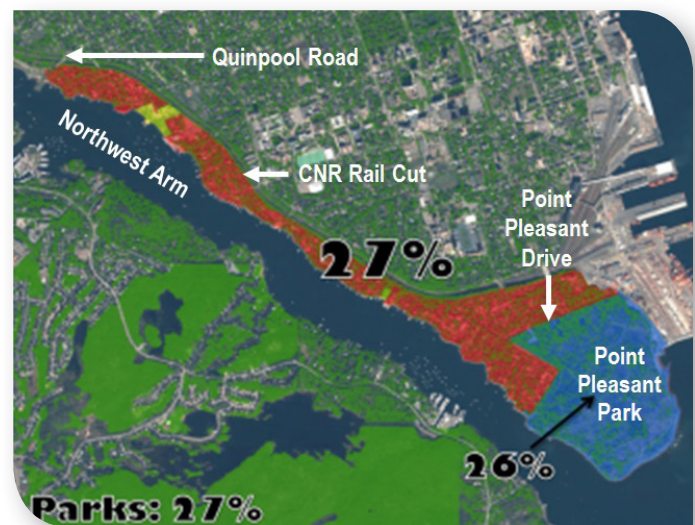 Quinpool Road
Northwest Arm
CNR Rail Cut
Point
Pleasant
Drive
27%
Point
Pleasant
Park
26%
Parks: 27%